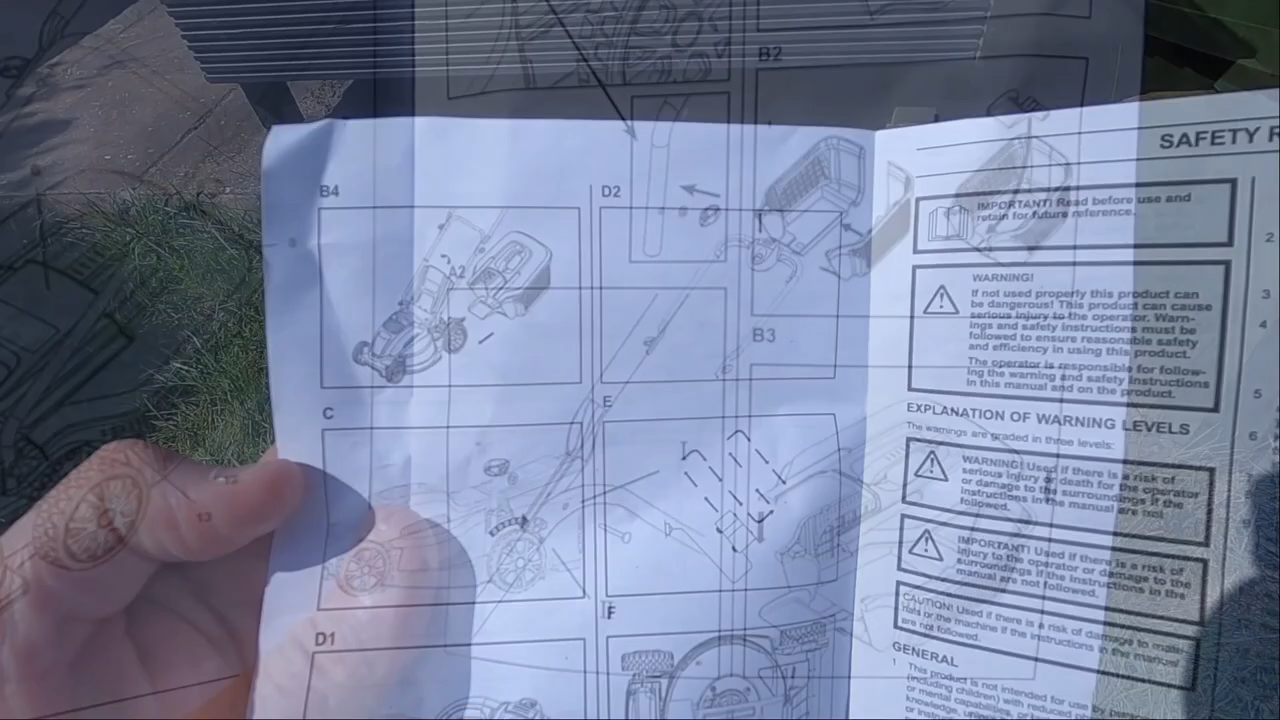 B2
B4
D2
A2
B3
C
E
12
13
D1
F
SAFETY R
IMPORTANT! Read before use and
retain for future reference.
WARNING!
If not used properly this product can
be dangerous! This product can cause
serious injury to the operator. Warn-
ings and safety instructions must be
followed to ensure reasonable safety
and efficiency in using this product.
The operator is responsible for follow-
ing the warning and safety instructions
in this manual and on the product.
EXPLANATION OF WARNING LEVELS
The warnings are graded in three levels:
WARNING! Used if there is a risk of
serious injury or death for the operator
or damage to the surroundings if the
instructions in the manual are not
followed.
IMPORTANT! Used if there is a risk of
injury to the operator or damage to the
surroundings if the instructions in the
manual are not followed.
CAUTION! Used if there is a risk of damage to mate-
rials or the machine if the instructions in the manual
are not followed.
GENERAL
1 This product is not intended for use by
(including children) with reduced
or mental capabilities, or
knowledge,
or
2
3
4
5
6